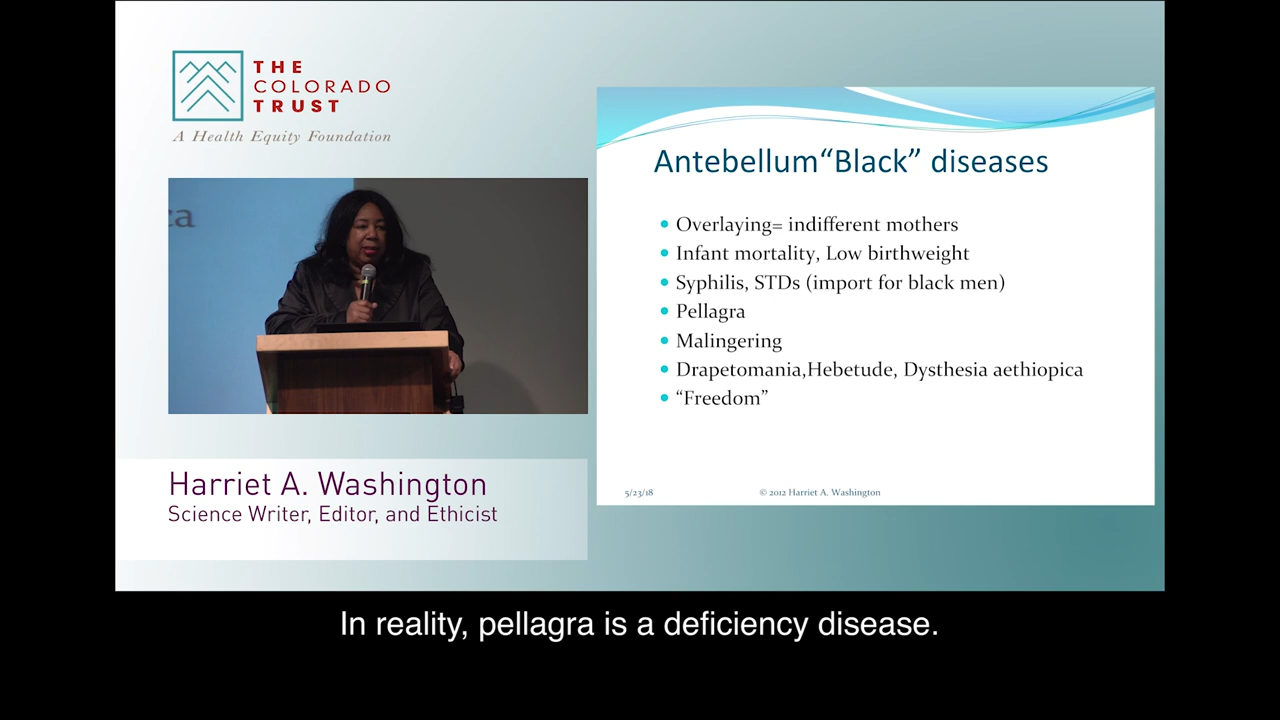 THE
COLORADO
TRUST
A Health Equity Foundation
ca
Harriet A. Washington
Science Writer, Editor, and Ethicist
Antebellum“Black” diseases
Overlaying= indifferent mothers
Infant mortality, Low birthweight
Syphilis, STDs (import for black men)
Pellagra
Malingering
Drapetomania,Hebetude, Dysthesia aethiopica
“Freedom”
5/23/18
© 2012 Harriet A. Washington
In reality, pellagra is a deficiency disease.